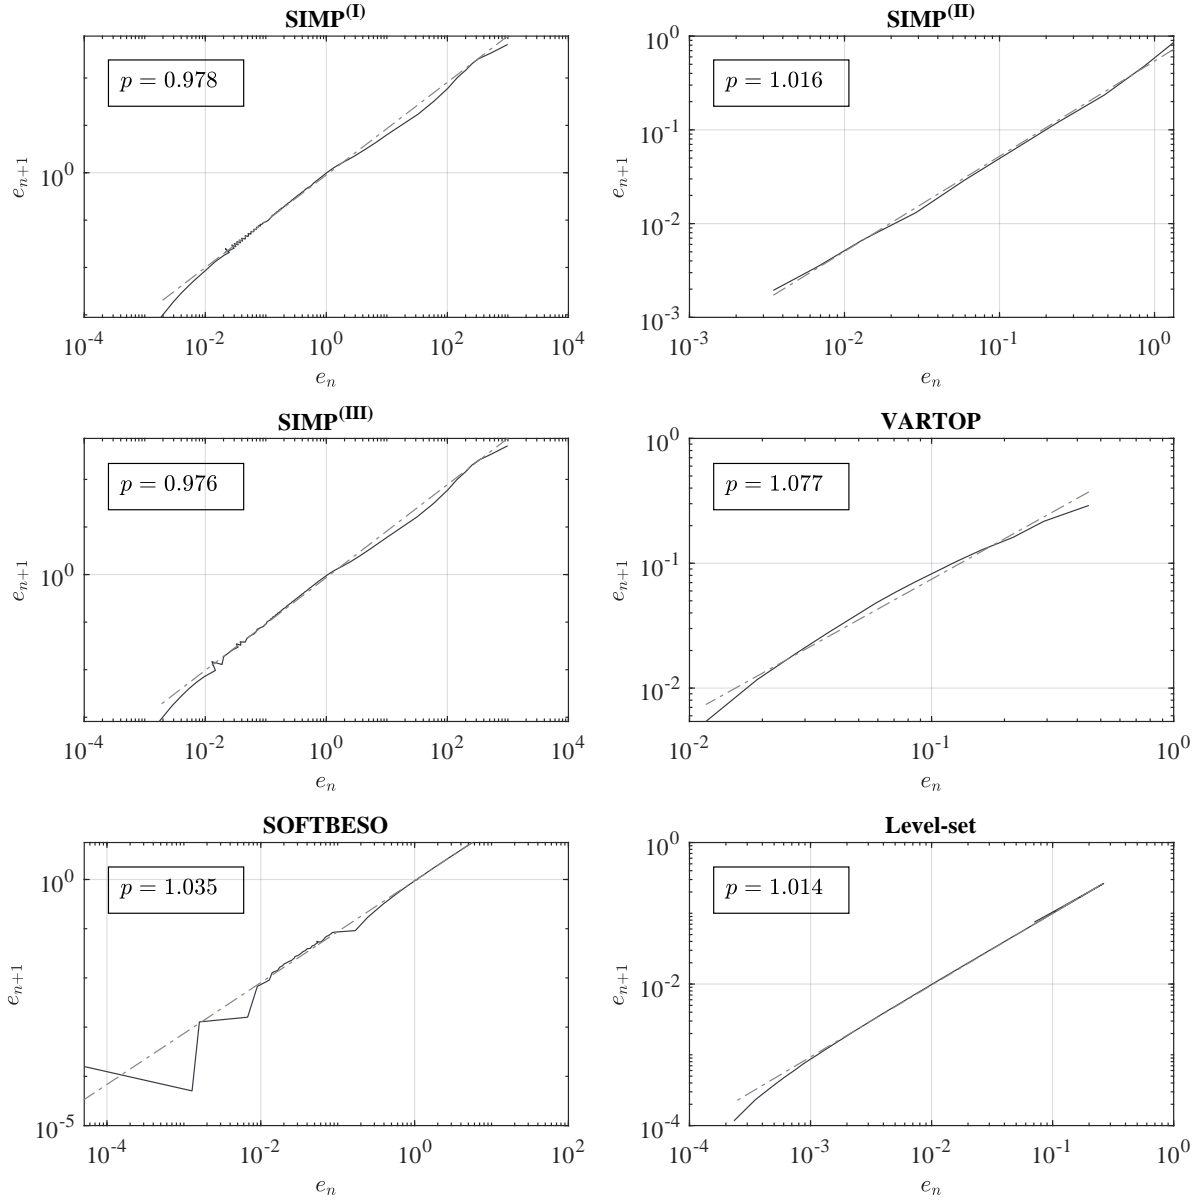 SIMP^(I)
p = 0.978
e_{n+1}
10^0
10^-4 10^-2 10^0 10^2 10^4
e_n
SIMP^(II)
p = 1.016
e_{n+1}
10^0
10^-1
10^-2
10^-3
10^-3 10^-2 10^-1 10^0
e_n
SIMP^(III)
p = 0.976
e_{n+1}
10^0
10^-4 10^-2 10^0 10^2 10^4
e_n
VARTOP
p = 1.077
e_{n+1}
10^0
10^-1
10^-2
10^-2 10^-1 10^0
e_n
SOFTBESO
p = 1.035
e_{n+1}
10^0
10^-5
10^-4 10^-2 10^0 10^2
e_n
Level-set
p = 1.014
e_{n+1}
10^0
10^-2
10^-4
10^-4 10^-3 10^-2 10^-1 10^0
e_n